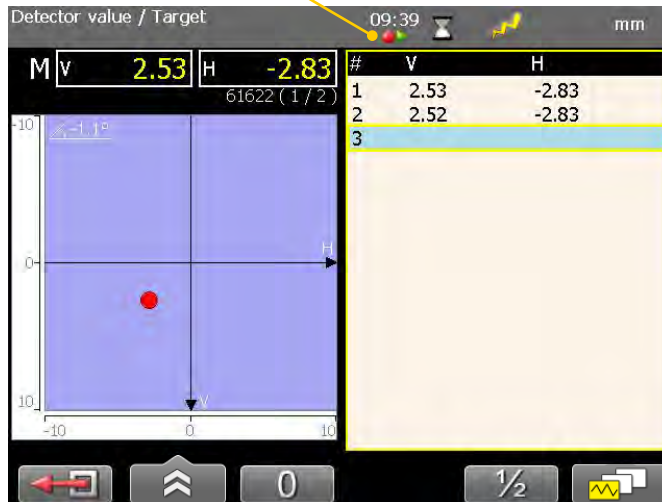 Detector value / Target 09:39 mm
M V 2.53 H -2.83
61622 ( 1 / 2 )
# V H
1 2.53 -2.83
2 2.52 -2.83
3
-10
-1.1°
H
0
V
10
-10 0 10
0 ½